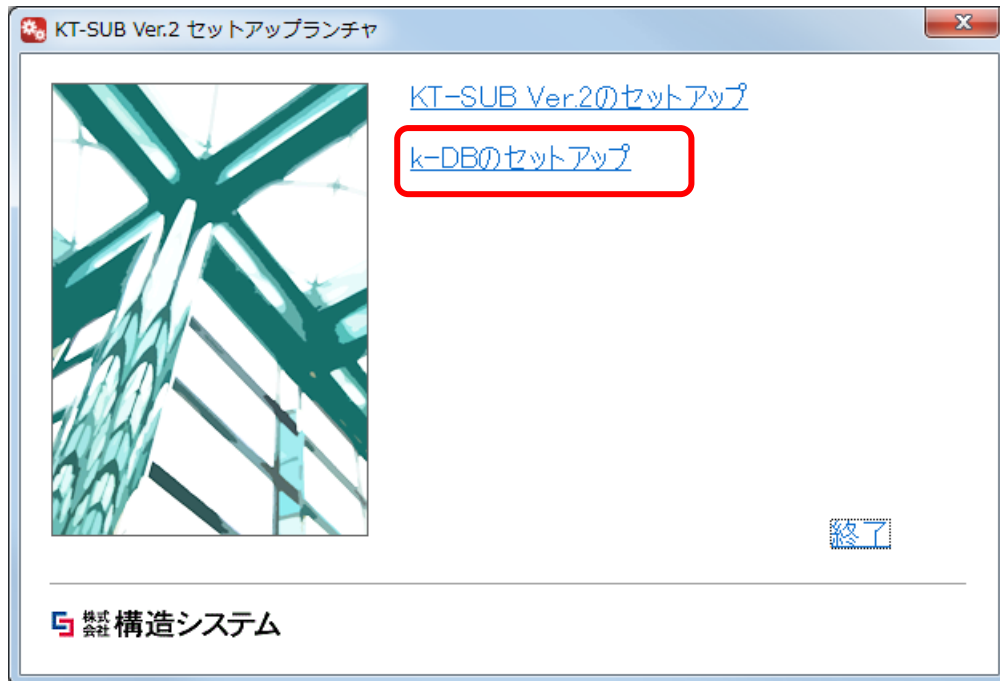 KT-SUB Ver.2 セットアップランチャ
KT-SUB Ver.2のセットアップ
k-DBのセットアップ
終了
株式会社構造システム